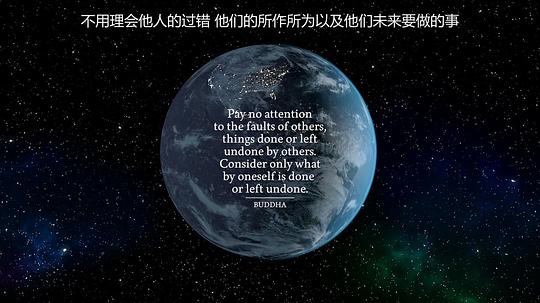 不用理会他人的过错 他们的所作所为以及他们未来要做的事
Pay no attention
to the faults of others,
things done or left
undone by others.
Consider only what
by oneself is done
or left undone.
BUDDHA